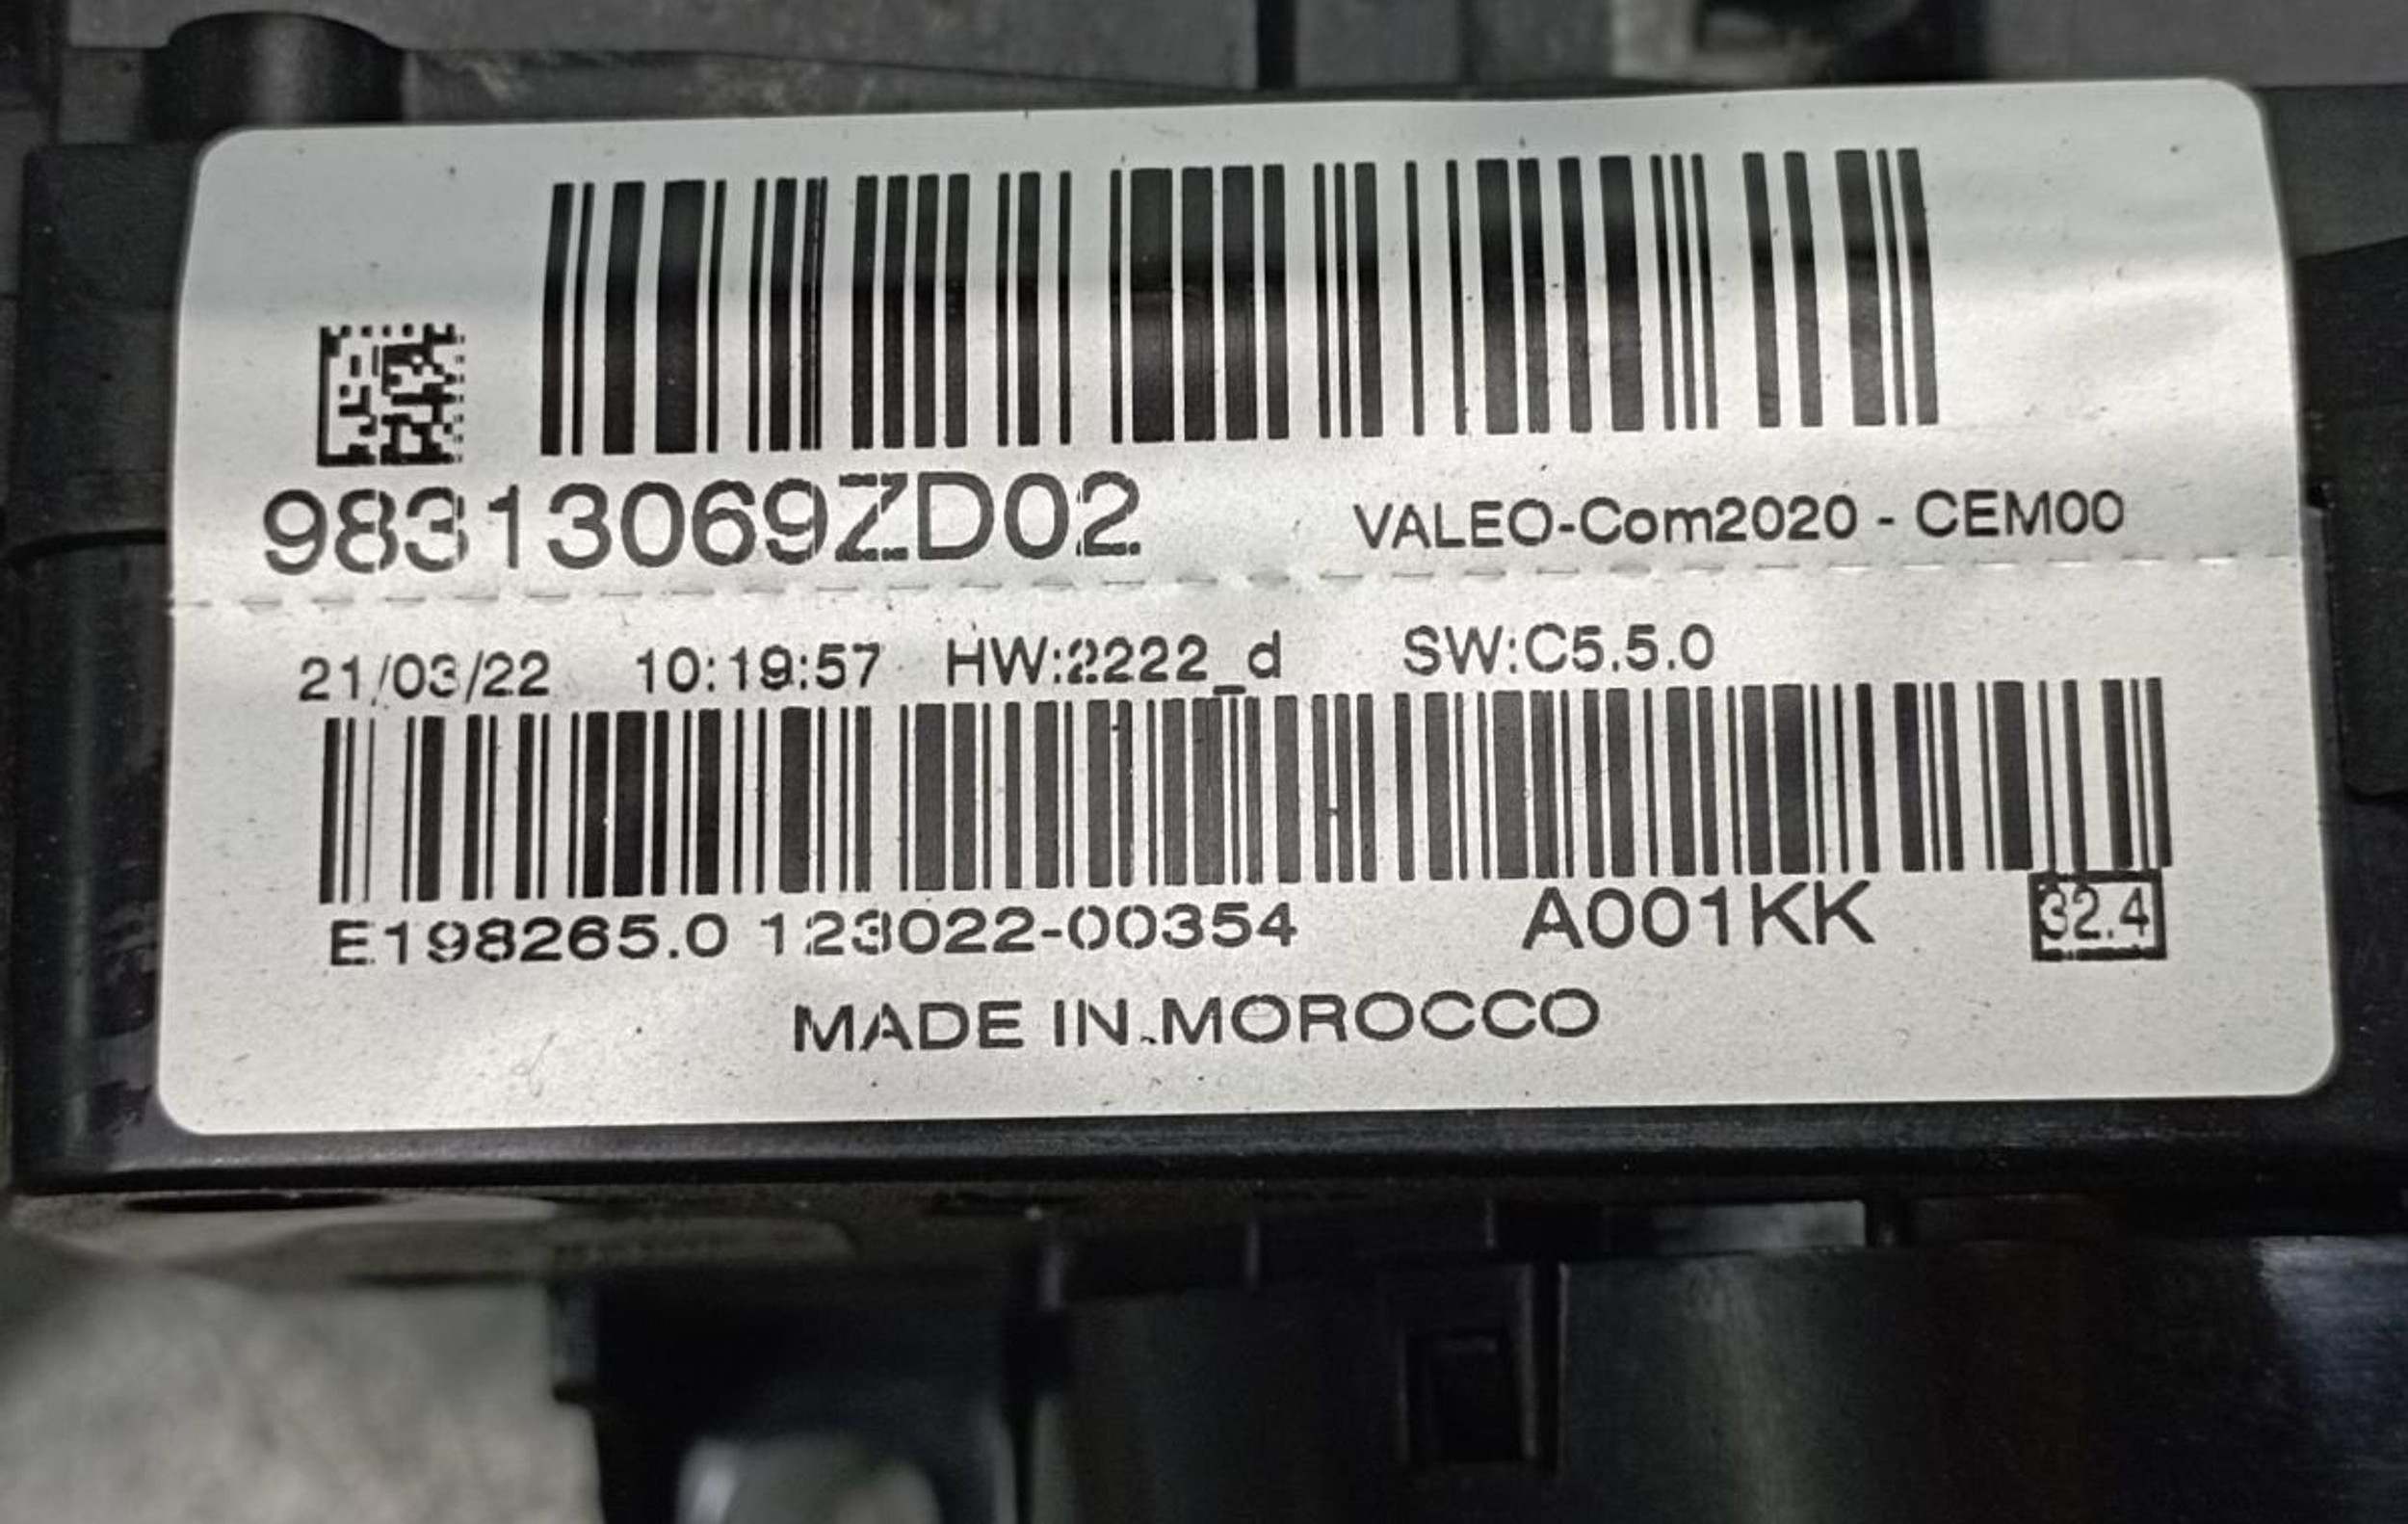 98313069ZD02 VALEO-Com2020 - CEM00
21/03/22 10:19:57 HW:2222_d SW:C5.5.0
E198265.0 123022-00354 A001KK 32.4
MADE IN MOROCCO